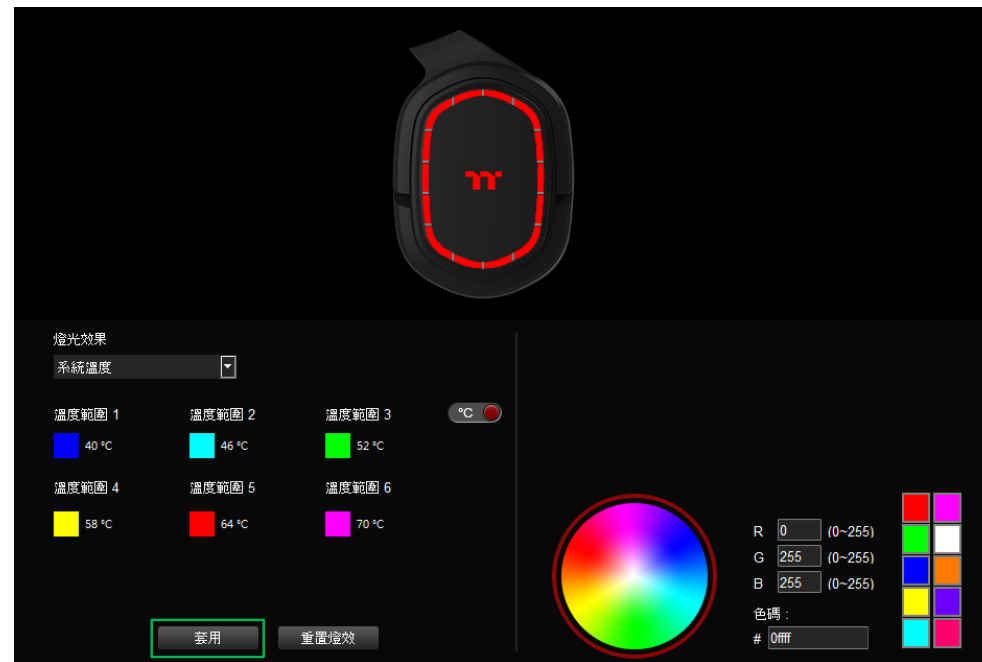 燈光效果
系統溫度
溫度範圍 1
溫度範圍 2
溫度範圍 3
°C
40 °C
46 °C
52 °C
溫度範圍 4
溫度範圍 5
溫度範圍 6
58 °C
64 °C
70 °C
R 0 (0~255)
G 255 (0~255)
B 255 (0~255)
色碼 :
# 0ffff
套用
重置燈效